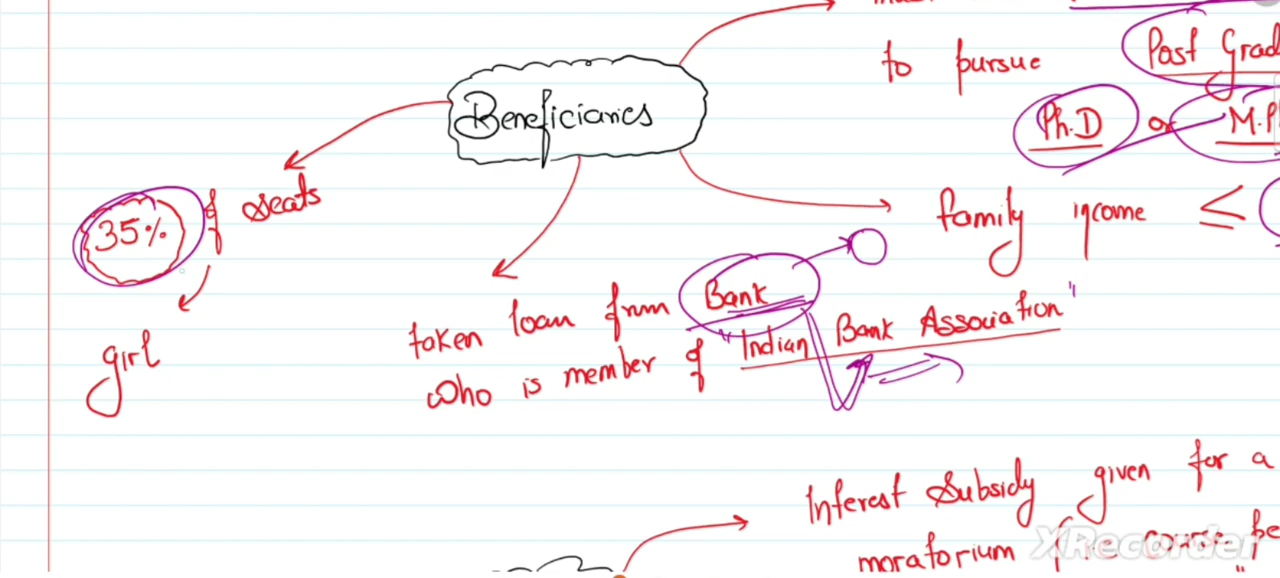 to pursue Post Grad
Beneficiaries
Ph.D or M.P
35% of seats
girl
family income ≤
taken loan from Bank
who is member of "Indian Bank Association"
Interest Subsidy given for a
moratorium
XRecorder